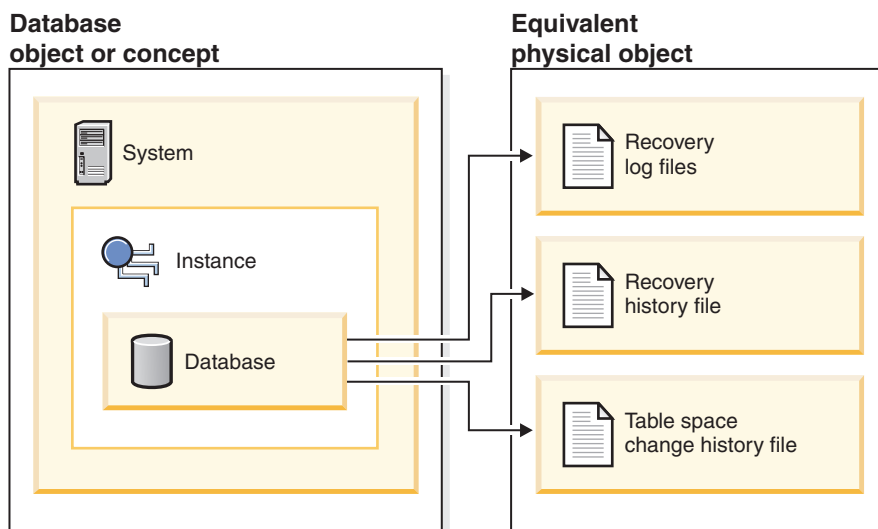 Database
object or concept
Equivalent
physical object
System
Instance
Database
Recovery
log files
Recovery
history file
Table space
change history file